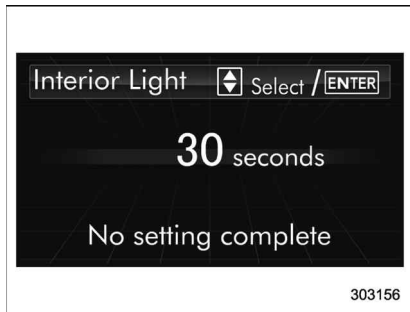 Interior Light Select / ENTER
30 seconds
No setting complete
303156